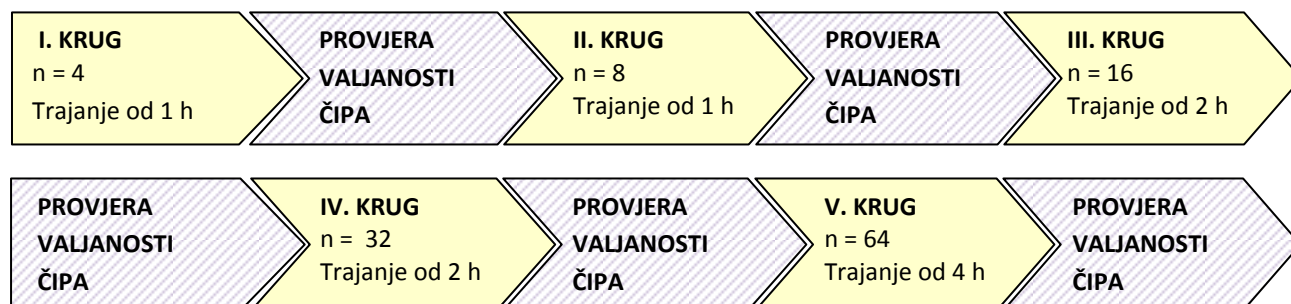 I. KRUG
n = 4
Trajanje od 1 h
PROVJERA
VALJANOSTI
ČIPA
II. KRUG
n = 8
Trajanje od 1 h
PROVJERA
VALJANOSTI
ČIPA
III. KRUG
n = 16
Trajanje od 2 h
PROVJERA
VALJANOSTI
ČIPA
IV. KRUG
n = 32
Trajanje od 2 h
PROVJERA
VALJANOSTI
ČIPA
V. KRUG
n = 64
Trajanje od 4 h
PROVJERA
VALJANOSTI
ČIPA